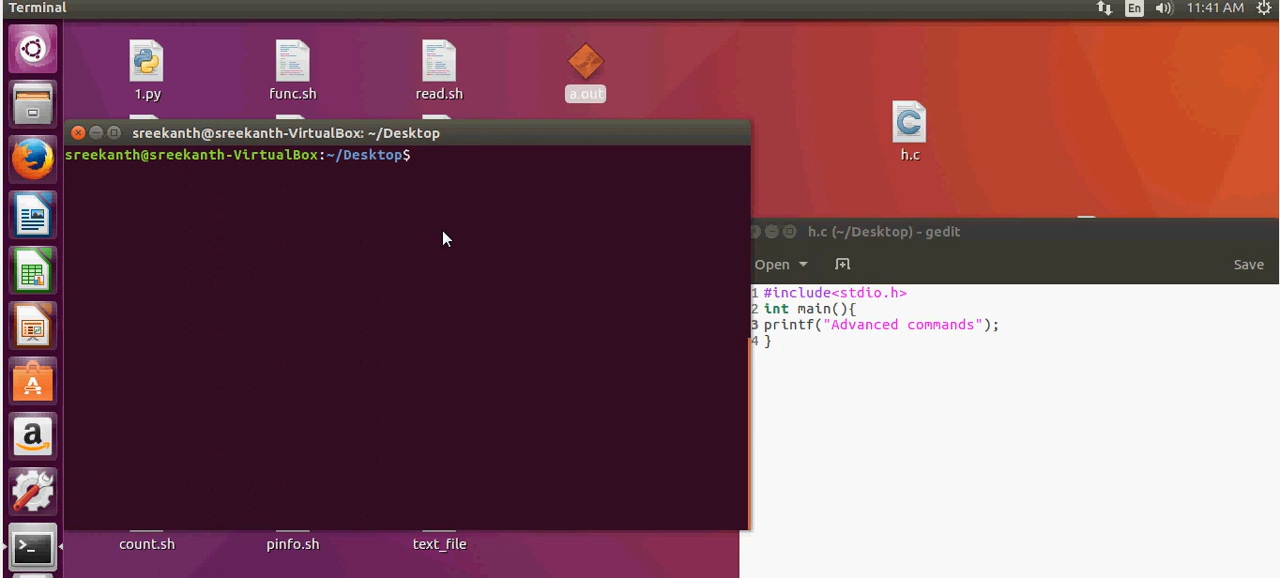 Terminal
En
11:41 AM
1.py
func.sh
read.sh
a.out
h.c
sreekanth@sreekanth-VirtualBox: ~/Desktop
sreekanth@sreekanth-VirtualBox:~/Desktop$
h.c (~/Desktop) - gedit
Open
Save
1 #include<stdio.h>
2 int main(){
3 printf("Advanced commands");
4 }
count.sh
pinfo.sh
text_file